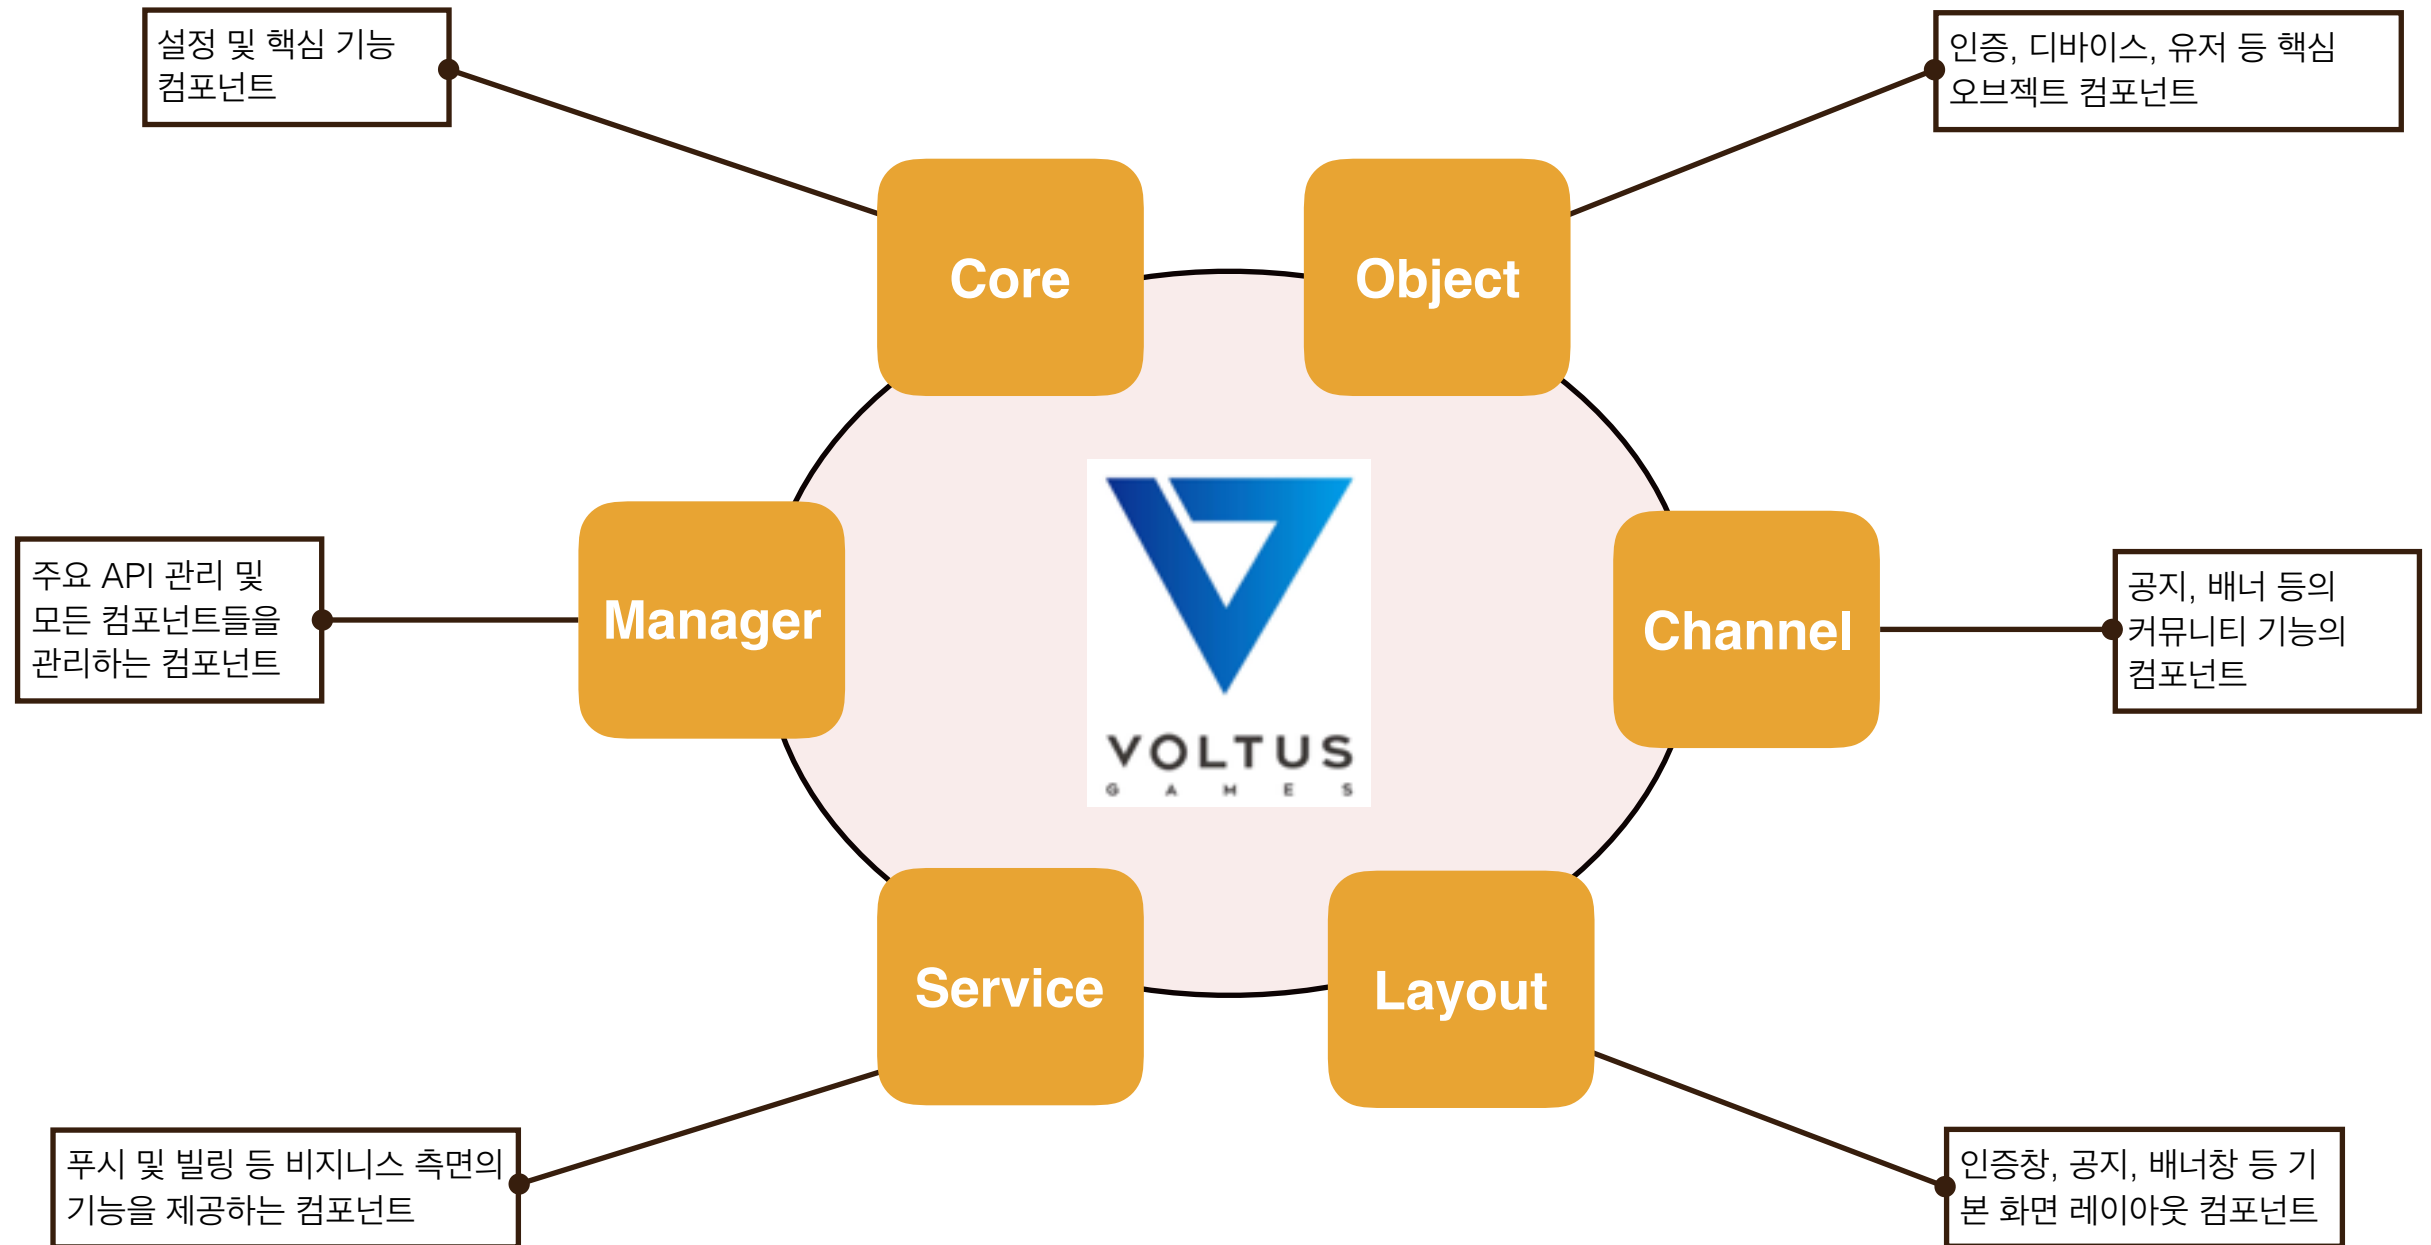 설정 및 핵심 기능
컴포넌트
인증, 디바이스, 유저 등 핵심
오브젝트 컴포넌트
Core
Object
주요 API 관리 및
모든 컴포넌트들을
관리하는 컴포넌트
Manager
VOLTUS
GAMES
Channel
공지, 배너 등의
커뮤니티 기능의
컴포넌트
Service
Layout
푸시 및 빌링 등 비지니스 측면의
기능을 제공하는 컴포넌트
인증창, 공지, 배너창 등 기
본 화면 레이아웃 컴포넌트